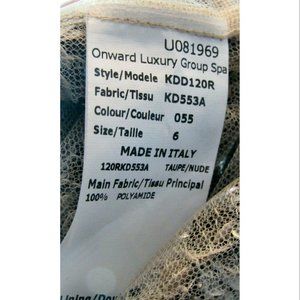 U081969
Onward Luxury Group Spa
Style/Modele KDD120R
Fabric/Tissu KD553A
Colour/Couleur 055
Size/Taille 6
MADE IN ITALY
120RKD553A TAUPE/NUDE
Main Fabric/Tissu Principal
100% POLYAMIDE